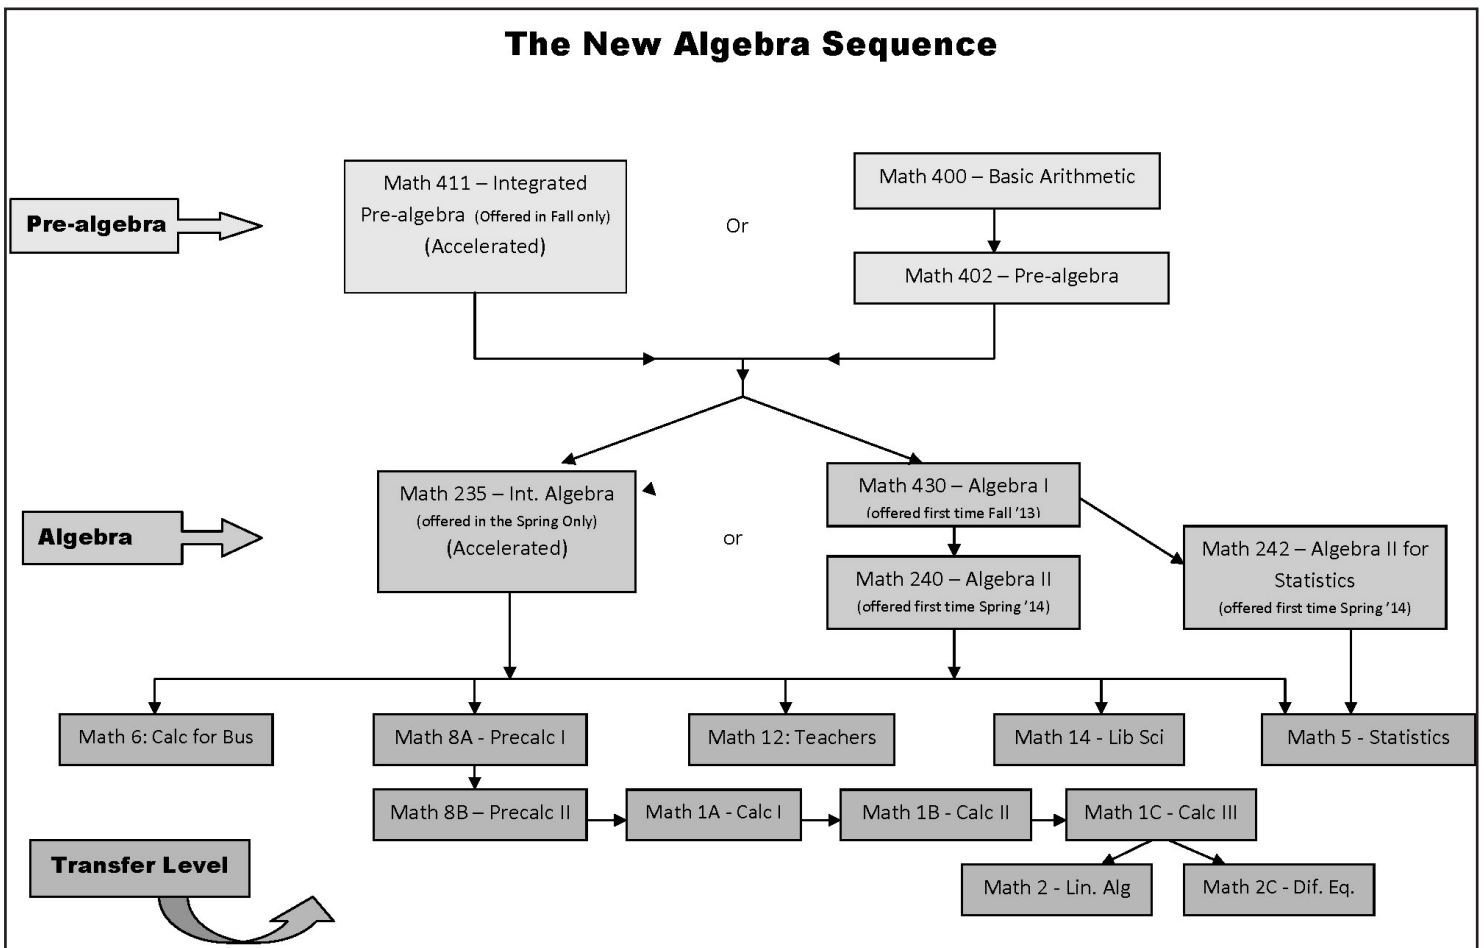 The New Algebra Sequence
Pre-algebra
Math 411 – Integrated
Pre-algebra (Offered in Fall only)
(Accelerated)
Or
Math 400 – Basic Arithmetic
Math 402 – Pre-algebra
Algebra
Math 235 – Int. Algebra
(offered in the Spring Only)
(Accelerated)
or
Math 430 – Algebra I
(offered first time Fall ’13)
Math 240 – Algebra II
(offered first time Spring ’14)
Math 242 – Algebra II for
Statistics
(offered first time Spring ’14)
Math 6: Calc for Bus
Math 8A - Precalc I
Math 12: Teachers
Math 14 - Lib Sci
Math 5 - Statistics
Math 8B – Precalc II
Math 1A - Calc I
Math 1B - Calc II
Math 1C - Calc III
Transfer Level
Math 2 - Lin. Alg
Math 2C - Dif. Eq.